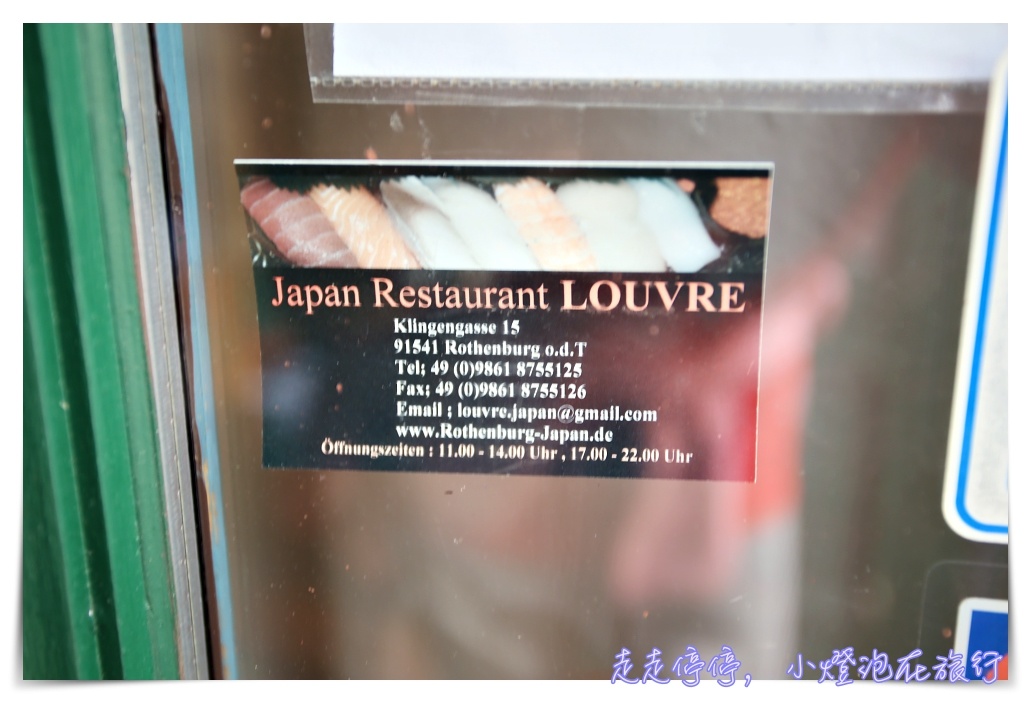 Japan Restaurant LOUVRE
Klingengasse 15
91541 Rothenburg o.d.T
Tel; 49 (0)9861 8755125
Fax; 49 (0)9861 8755126
Email ; louvre.japan@gmail.com
www.Rothenburg-Japan.de
Öffnungszeiten : 11.00 - 14.00 Uhr , 17.00 - 22.00 Uhr
走走停停， 小燈泡在旅行